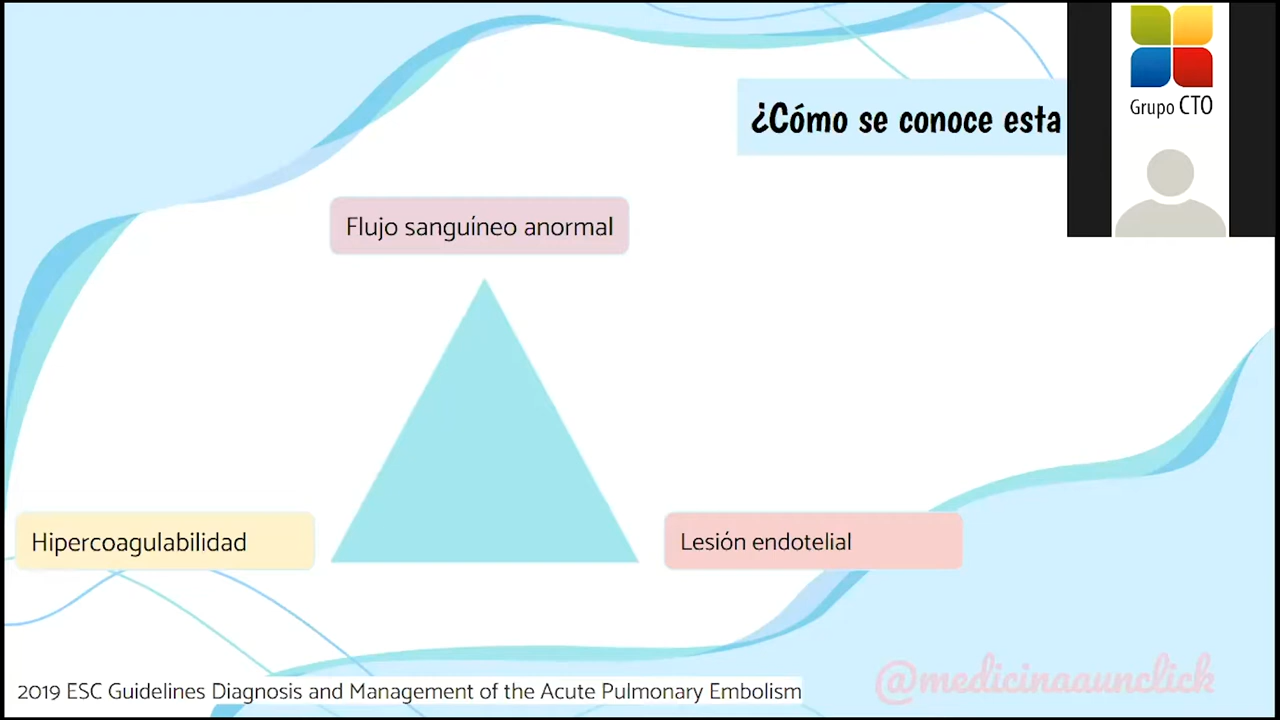 ¿Cómo se conoce esta
Grupo CTO
Flujo sanguíneo anormal
Hipercoagulabilidad
Lesión endotelial
2019 ESC Guidelines Diagnosis and Management of the Acute Pulmonary Embolism
@medicinaaunclick